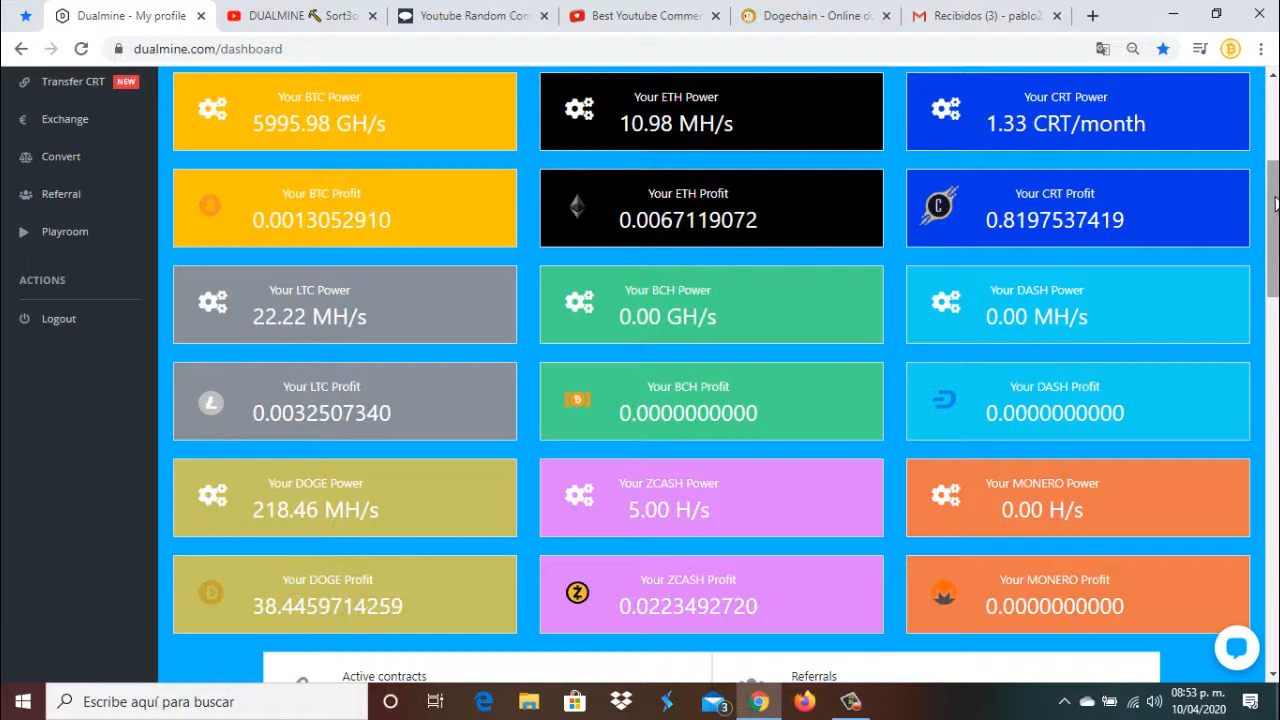 Dualmine - My profile
DUALMINE ⛏ Sort3o
Youtube Random Con
Best Youtube Commer
Dogechain - Online d
Recibidos (3) - pablo2
dualmine.com/dashboard
Transfer CRT NEW
Exchange
Convert
Referral
Playroom
ACTIONS
Logout
Your BTC Power
5995.98 GH/s
Your ETH Power
10.98 MH/s
Your CRT Power
1.33 CRT/month
Your BTC Profit
0.0013052910
Your ETH Profit
0.0067119072
Your CRT Profit
0.8197537419
Your LTC Power
22.22 MH/s
Your BCH Power
0.00 GH/s
Your DASH Power
0.00 MH/s
Your LTC Profit
0.0032507340
Your BCH Profit
0.0000000000
Your DASH Profit
0.0000000000
Your DOGE Power
218.46 MH/s
Your ZCASH Power
5.00 H/s
Your MONERO Power
0.00 H/s
Your DOGE Profit
38.4459714259
Your ZCASH Profit
0.0223492720
Your MONERO Profit
0.0000000000
Active contracts
Referrals
Escribe aquí para buscar
3
08:53 p. m.
10/04/2020